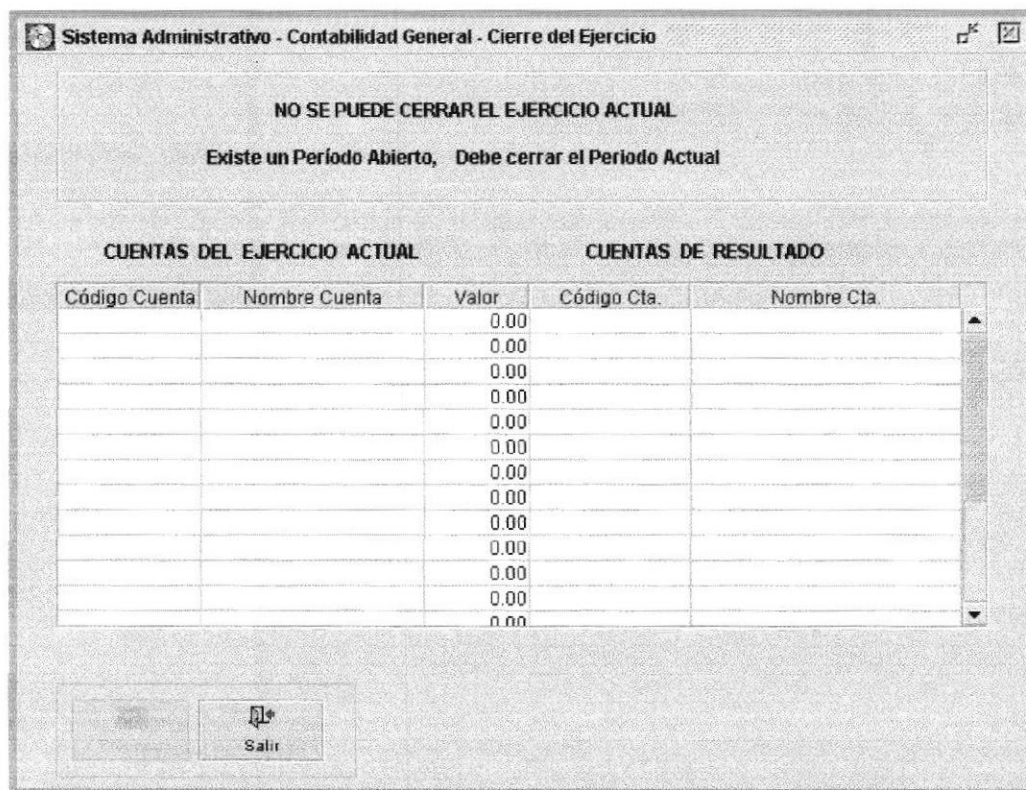 Sistema Administrativo - Contabilidad General - Cierre del Ejercicio
NO SE PUEDE CERRAR EL EJERCICIO ACTUAL
Existe un Período Abierto, Debe cerrar el Periodo Actual
CUENTAS DEL EJERCICIO ACTUAL CUENTAS DE RESULTADO
Código Cuenta Nombre Cuenta Valor Código Cta. Nombre Cta.
0.00
0.00
0.00
0.00
0.00
0.00
0.00
0.00
0.00
0.00
0.00
0.00
0.00
Salir